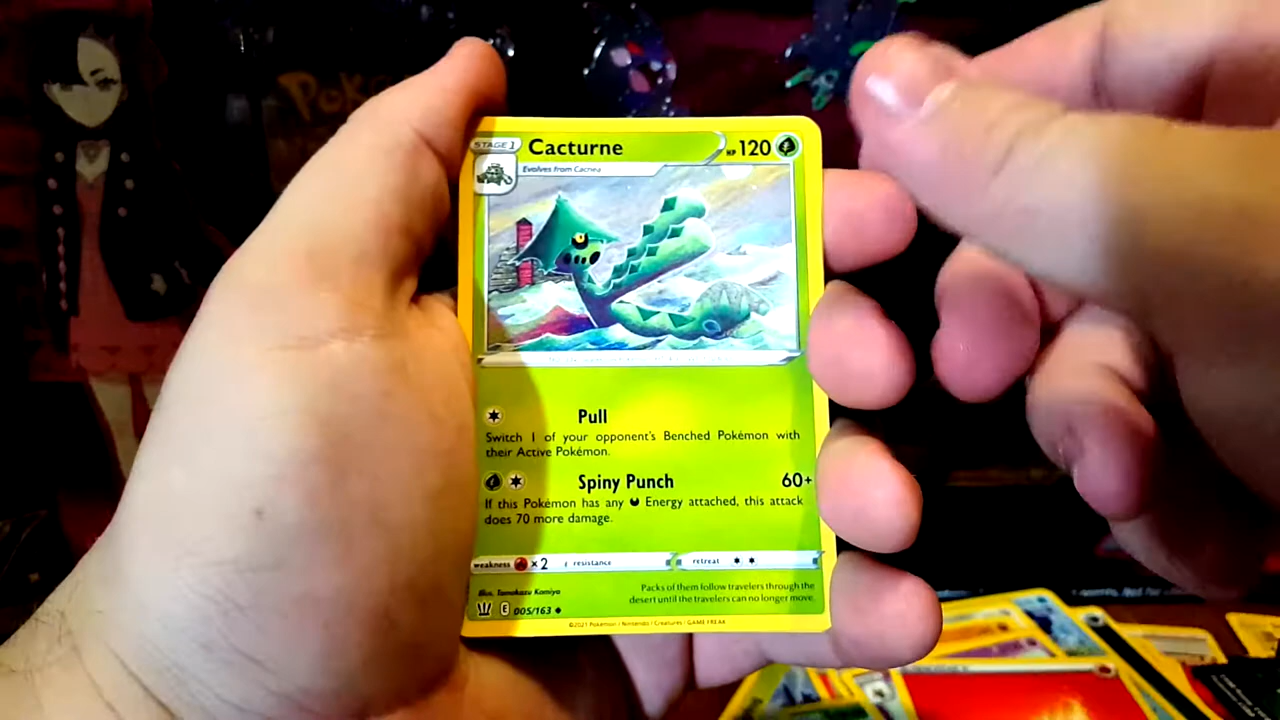 STAGE 1 Cacturne HP 120
Evolves from Cacnea
Pull
Switch 1 of your opponent's Benched Pokémon with
their Active Pokémon.
Spiny Punch 60+
If this Pokémon has any Energy attached, this attack
does 70 more damage.
weakness ×2 resistance retreat
Illus. Tomokazu Komiya
Packs of them follow travelers through the
desert until the travelers can no longer move.
E 005/163
©2021 Pokémon / Nintendo / Creatures / GAME FREAK